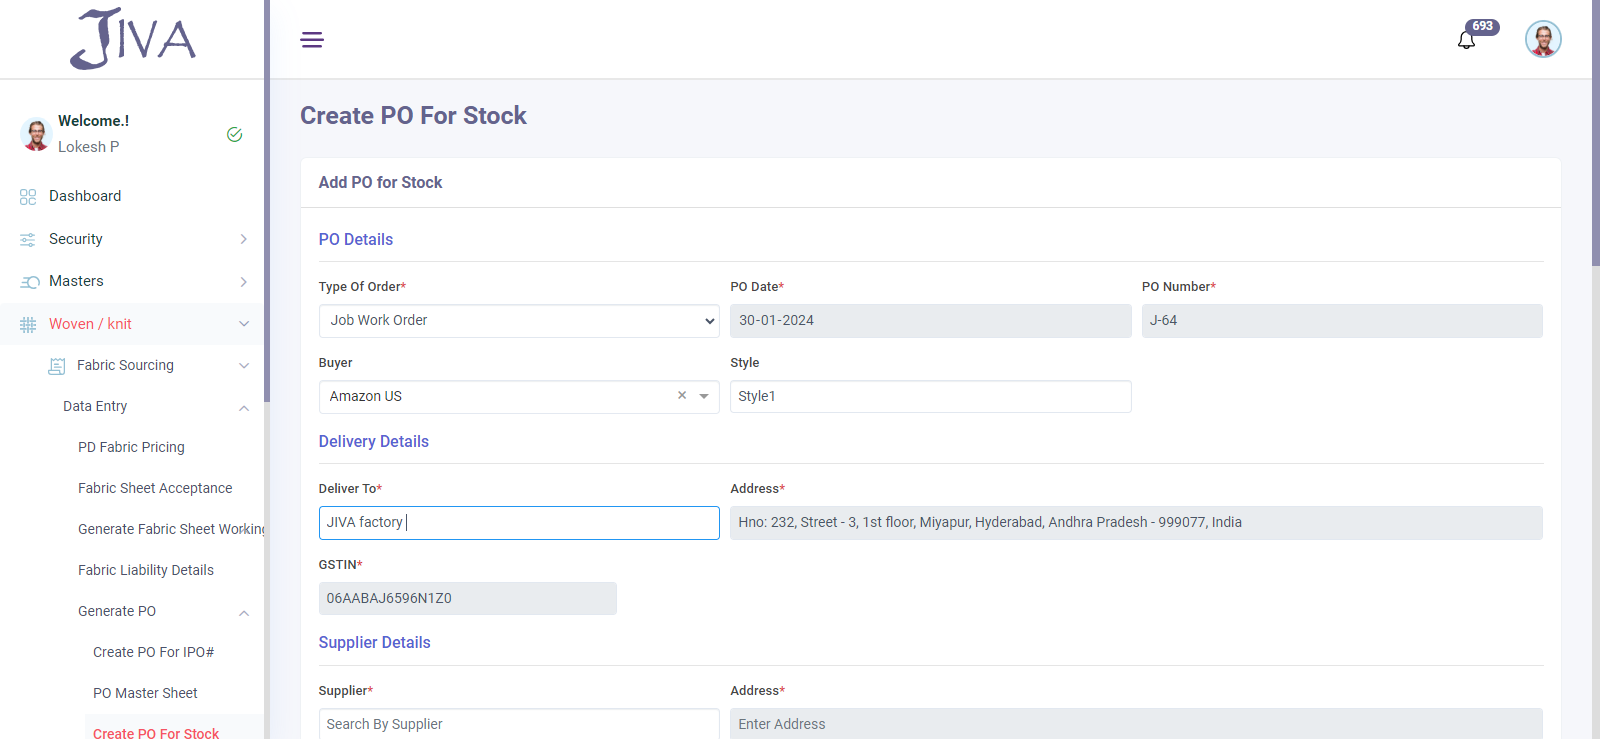 JIVA
693
Welcome.!
Lokesh P
Dashboard
Security
Masters
Woven / knit
Fabric Sourcing
Data Entry
PD Fabric Pricing
Fabric Sheet Acceptance
Generate Fabric Sheet Working
Fabric Liability Details
Generate PO
Create PO For IPO#
PO Master Sheet
Create PO For Stock
Create PO For Stock
Add PO for Stock
PO Details
Type Of Order* PO Date* PO Number*
Job Work Order 30-01-2024 J-64
Buyer Style
Amazon US × Style1
Delivery Details
Deliver To* Address*
JIVA factory Hno: 232, Street - 3, 1st floor, Miyapur, Hyderabad, Andhra Pradesh - 999077, India
GSTIN*
06AABAJ6596N1Z0
Supplier Details
Supplier* Address*
Search By Supplier Enter Address